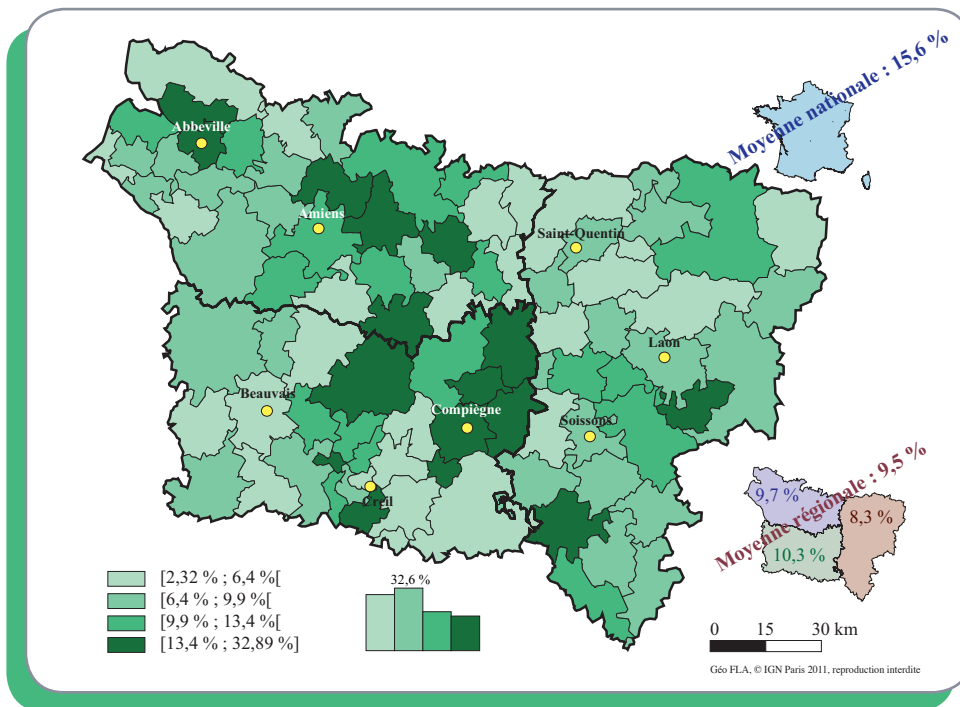 Moyenne nationale : 15,6 %
Abbeville
Amiens
Saint-Quentin
Laon
Beauvais
Compiègne
Soissons
Creil
Moyenne régionale : 9,5 %
9,7 %
8,3 %
10,3 %
[2,32 % ; 6,4 %[
[6,4 % ; 9,9 %[
[9,9 % ; 13,4 %[
[13,4 % ; 32,89 %]
32,6 %
0 15 30 km
Géo FLA, © IGN Paris 2011, reproduction interdite